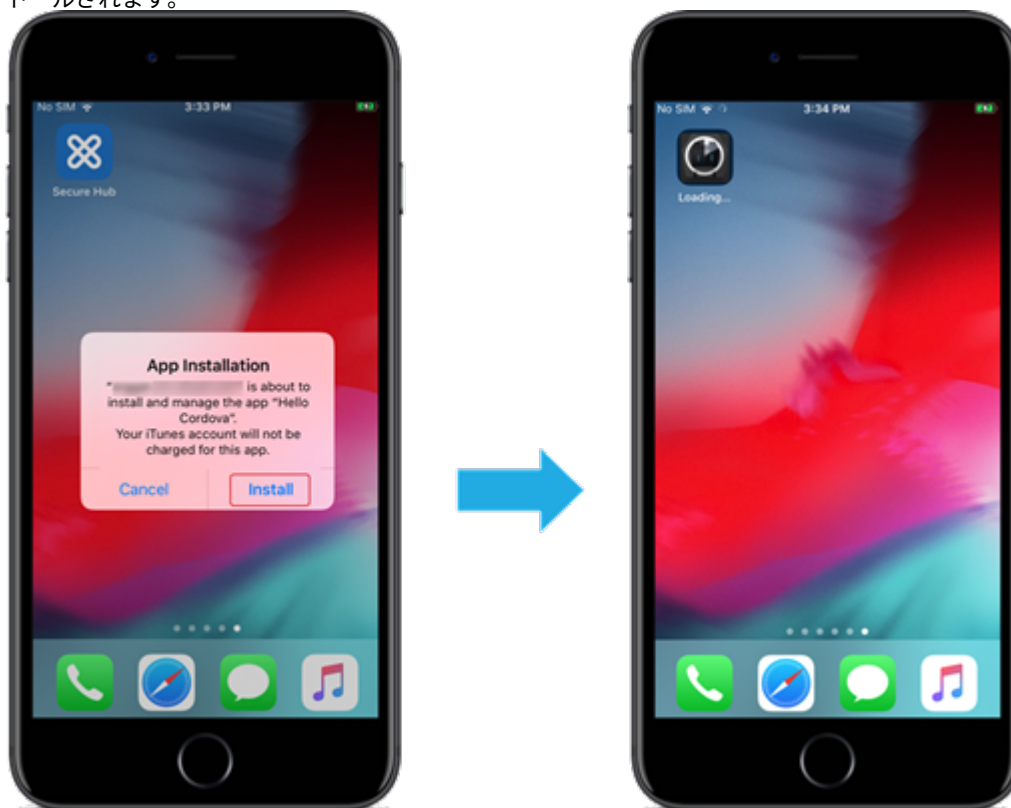 トールされます。
No SIM 3:33 PM
Secure Hub
App Installation
" is about to
install and manage the app "Hello
Cordova".
Your iTunes account will not be
charged for this app.
Cancel Install
No SIM 3:34 PM
Loading...